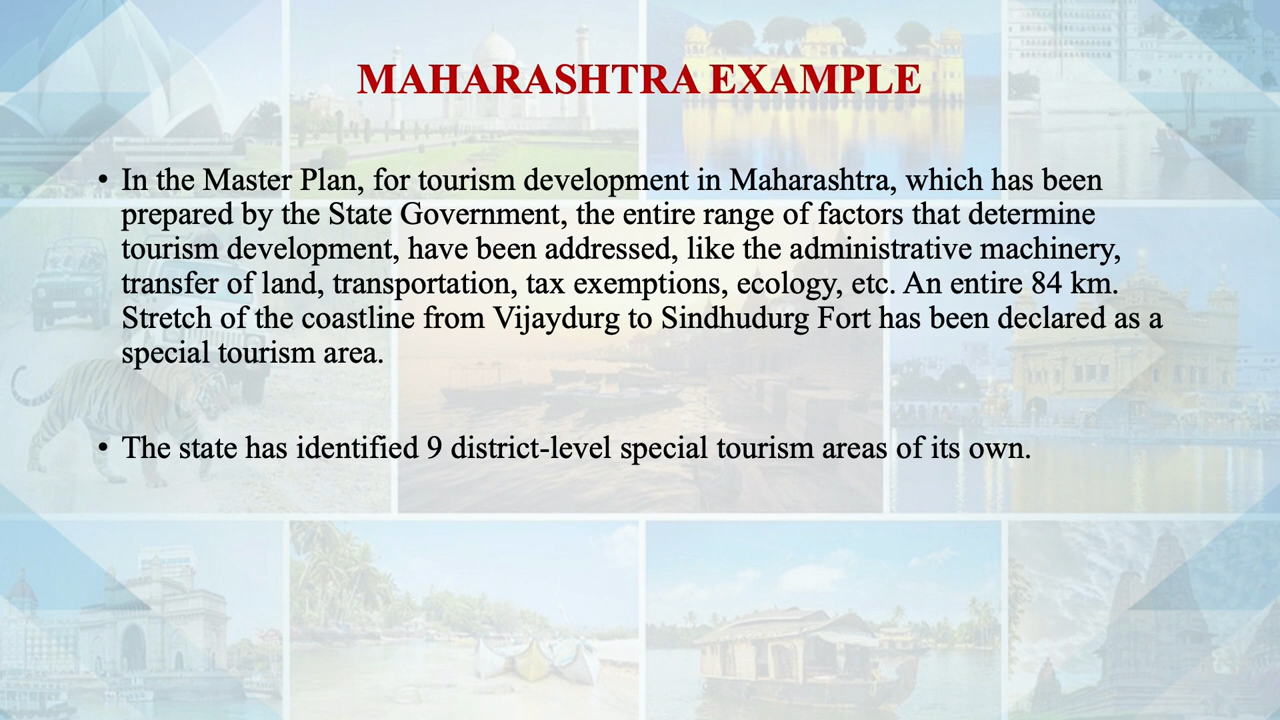 MAHARASHTRA EXAMPLE
• In the Master Plan, for tourism development in Maharashtra, which has been
prepared by the State Government, the entire range of factors that determine
tourism development, have been addressed, like the administrative machinery,
transfer of land, transportation, tax exemptions, ecology, etc. An entire 84 km.
Stretch of the coastline from Vijaydurg to Sindhudurg Fort has been declared as a
special tourism area.
• The state has identified 9 district-level special tourism areas of its own.